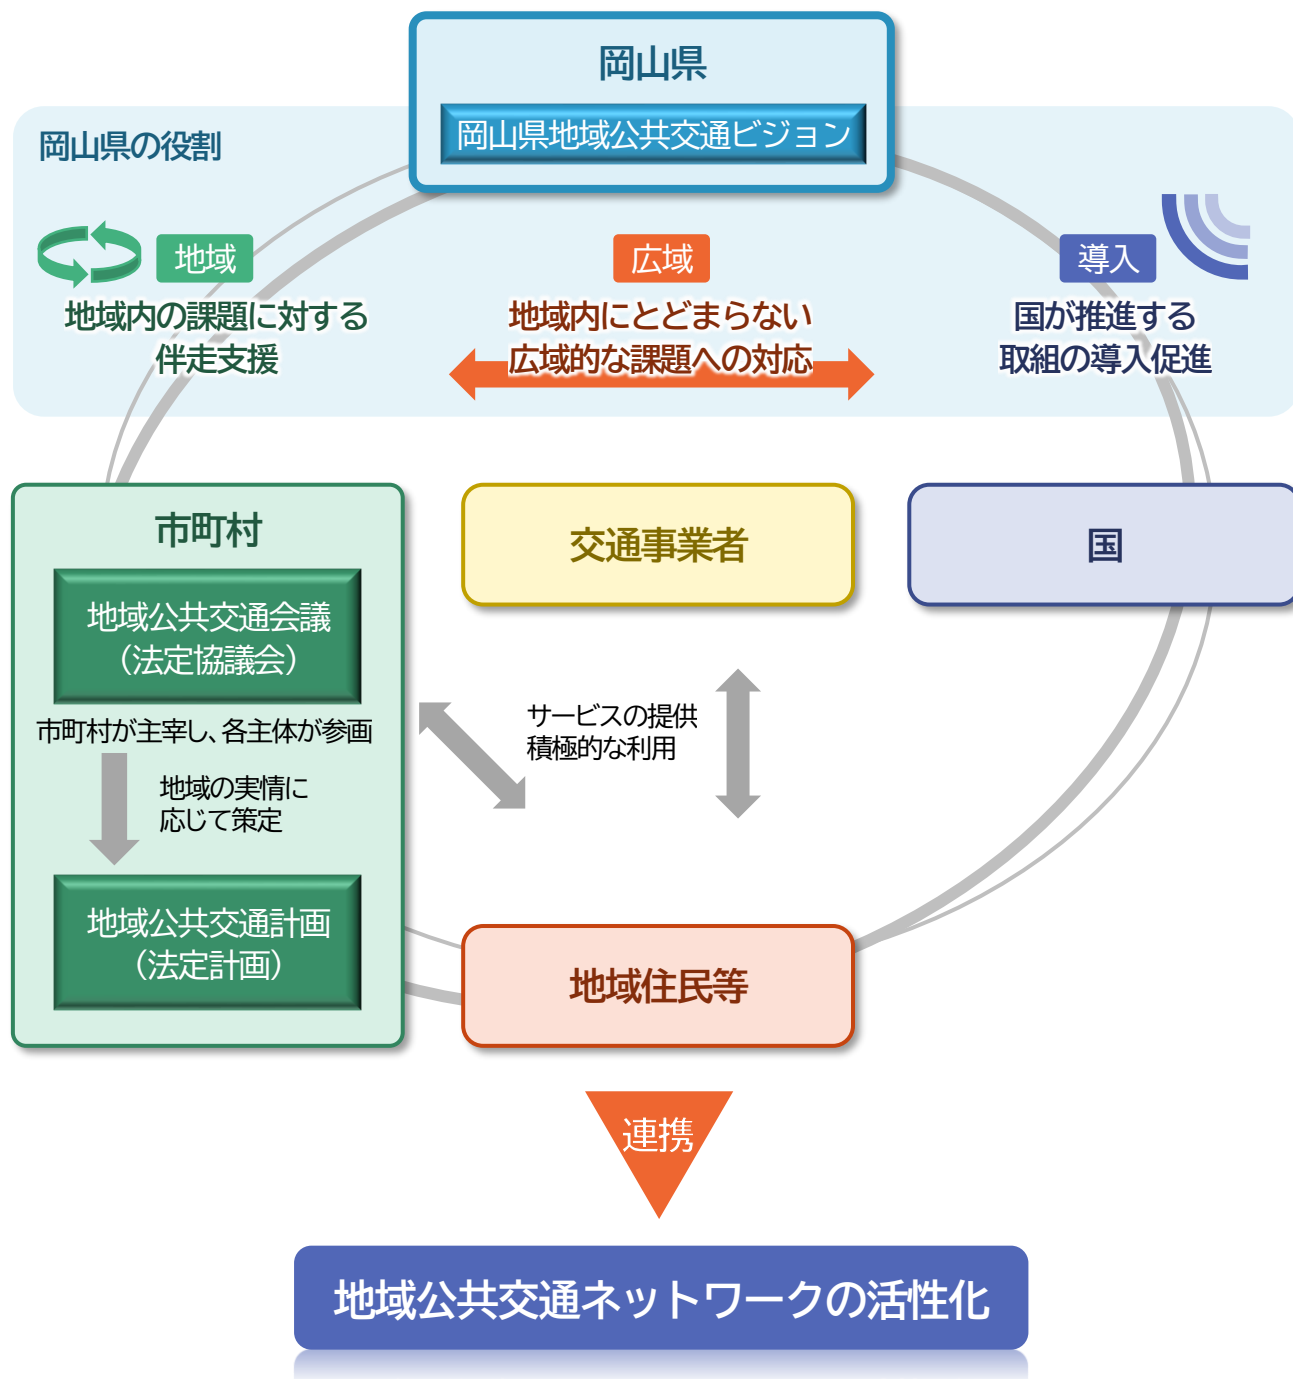 岡山県
岡山県地域公共交通ビジョン
岡山県の役割
地域
地域内の課題に対する
伴走支援
広域
地域内にとどまらない
広域的な課題への対応
導入
国が推進する
取組の導入促進
市町村
地域公共交通会議
（法定協議会）
市町村が主宰し、各主体が参画
地域の実情に
応じて策定
地域公共交通計画
（法定計画）
交通事業者
国
サービスの提供
積極的な利用
地域住民等
連携
地域公共交通ネットワークの活性化